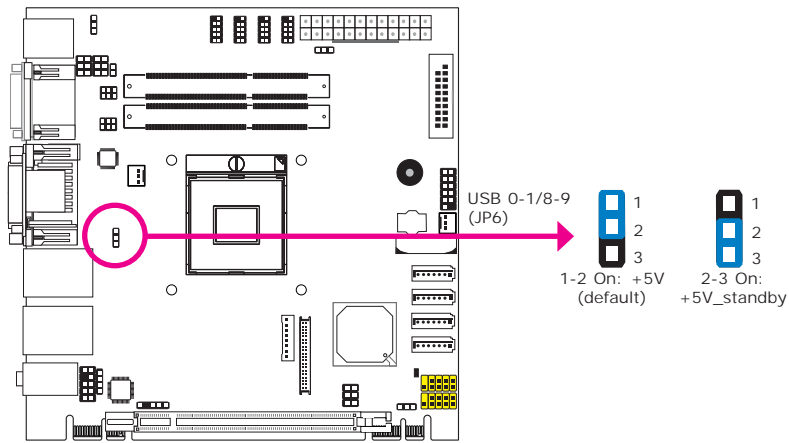 USB 0-1/8-9
(JP6)
1
2
3
1-2 On: +5V
(default)
1
2
3
2-3 On:
+5V_standby